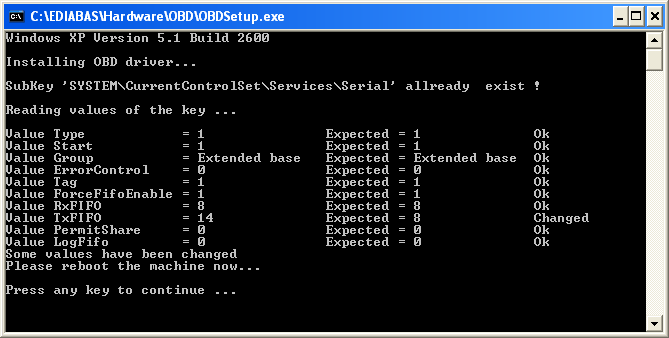 C:\EDIABAS\Hardware\OBD\OBDSetup.exe
Windows XP Version 5.1 Build 2600
Installing OBD driver...
SubKey 'SYSTEM\CurrentControlSet\Services\Serial' allready  exist !
Reading values of the key ...
Value Type            = 1               Expected = 1              Ok
Value Start           = 1               Expected = 1              Ok
Value Group           = Extended base   Expected = Extended base  Ok
Value ErrorControl    = 0               Expected = 0              Ok
Value Tag             = 1               Expected = 1              Ok
Value ForceFifoEnable = 1               Expected = 1              Ok
Value RxFIFO          = 8               Expected = 8              Ok
Value TxFIFO          = 14              Expected = 8              Changed
Value PermitShare     = 0               Expected = 0              Ok
Value LogFifo         = 0               Expected = 0              Ok
Some values have been changed
Please reboot the machine now...
Press any key to continue ...